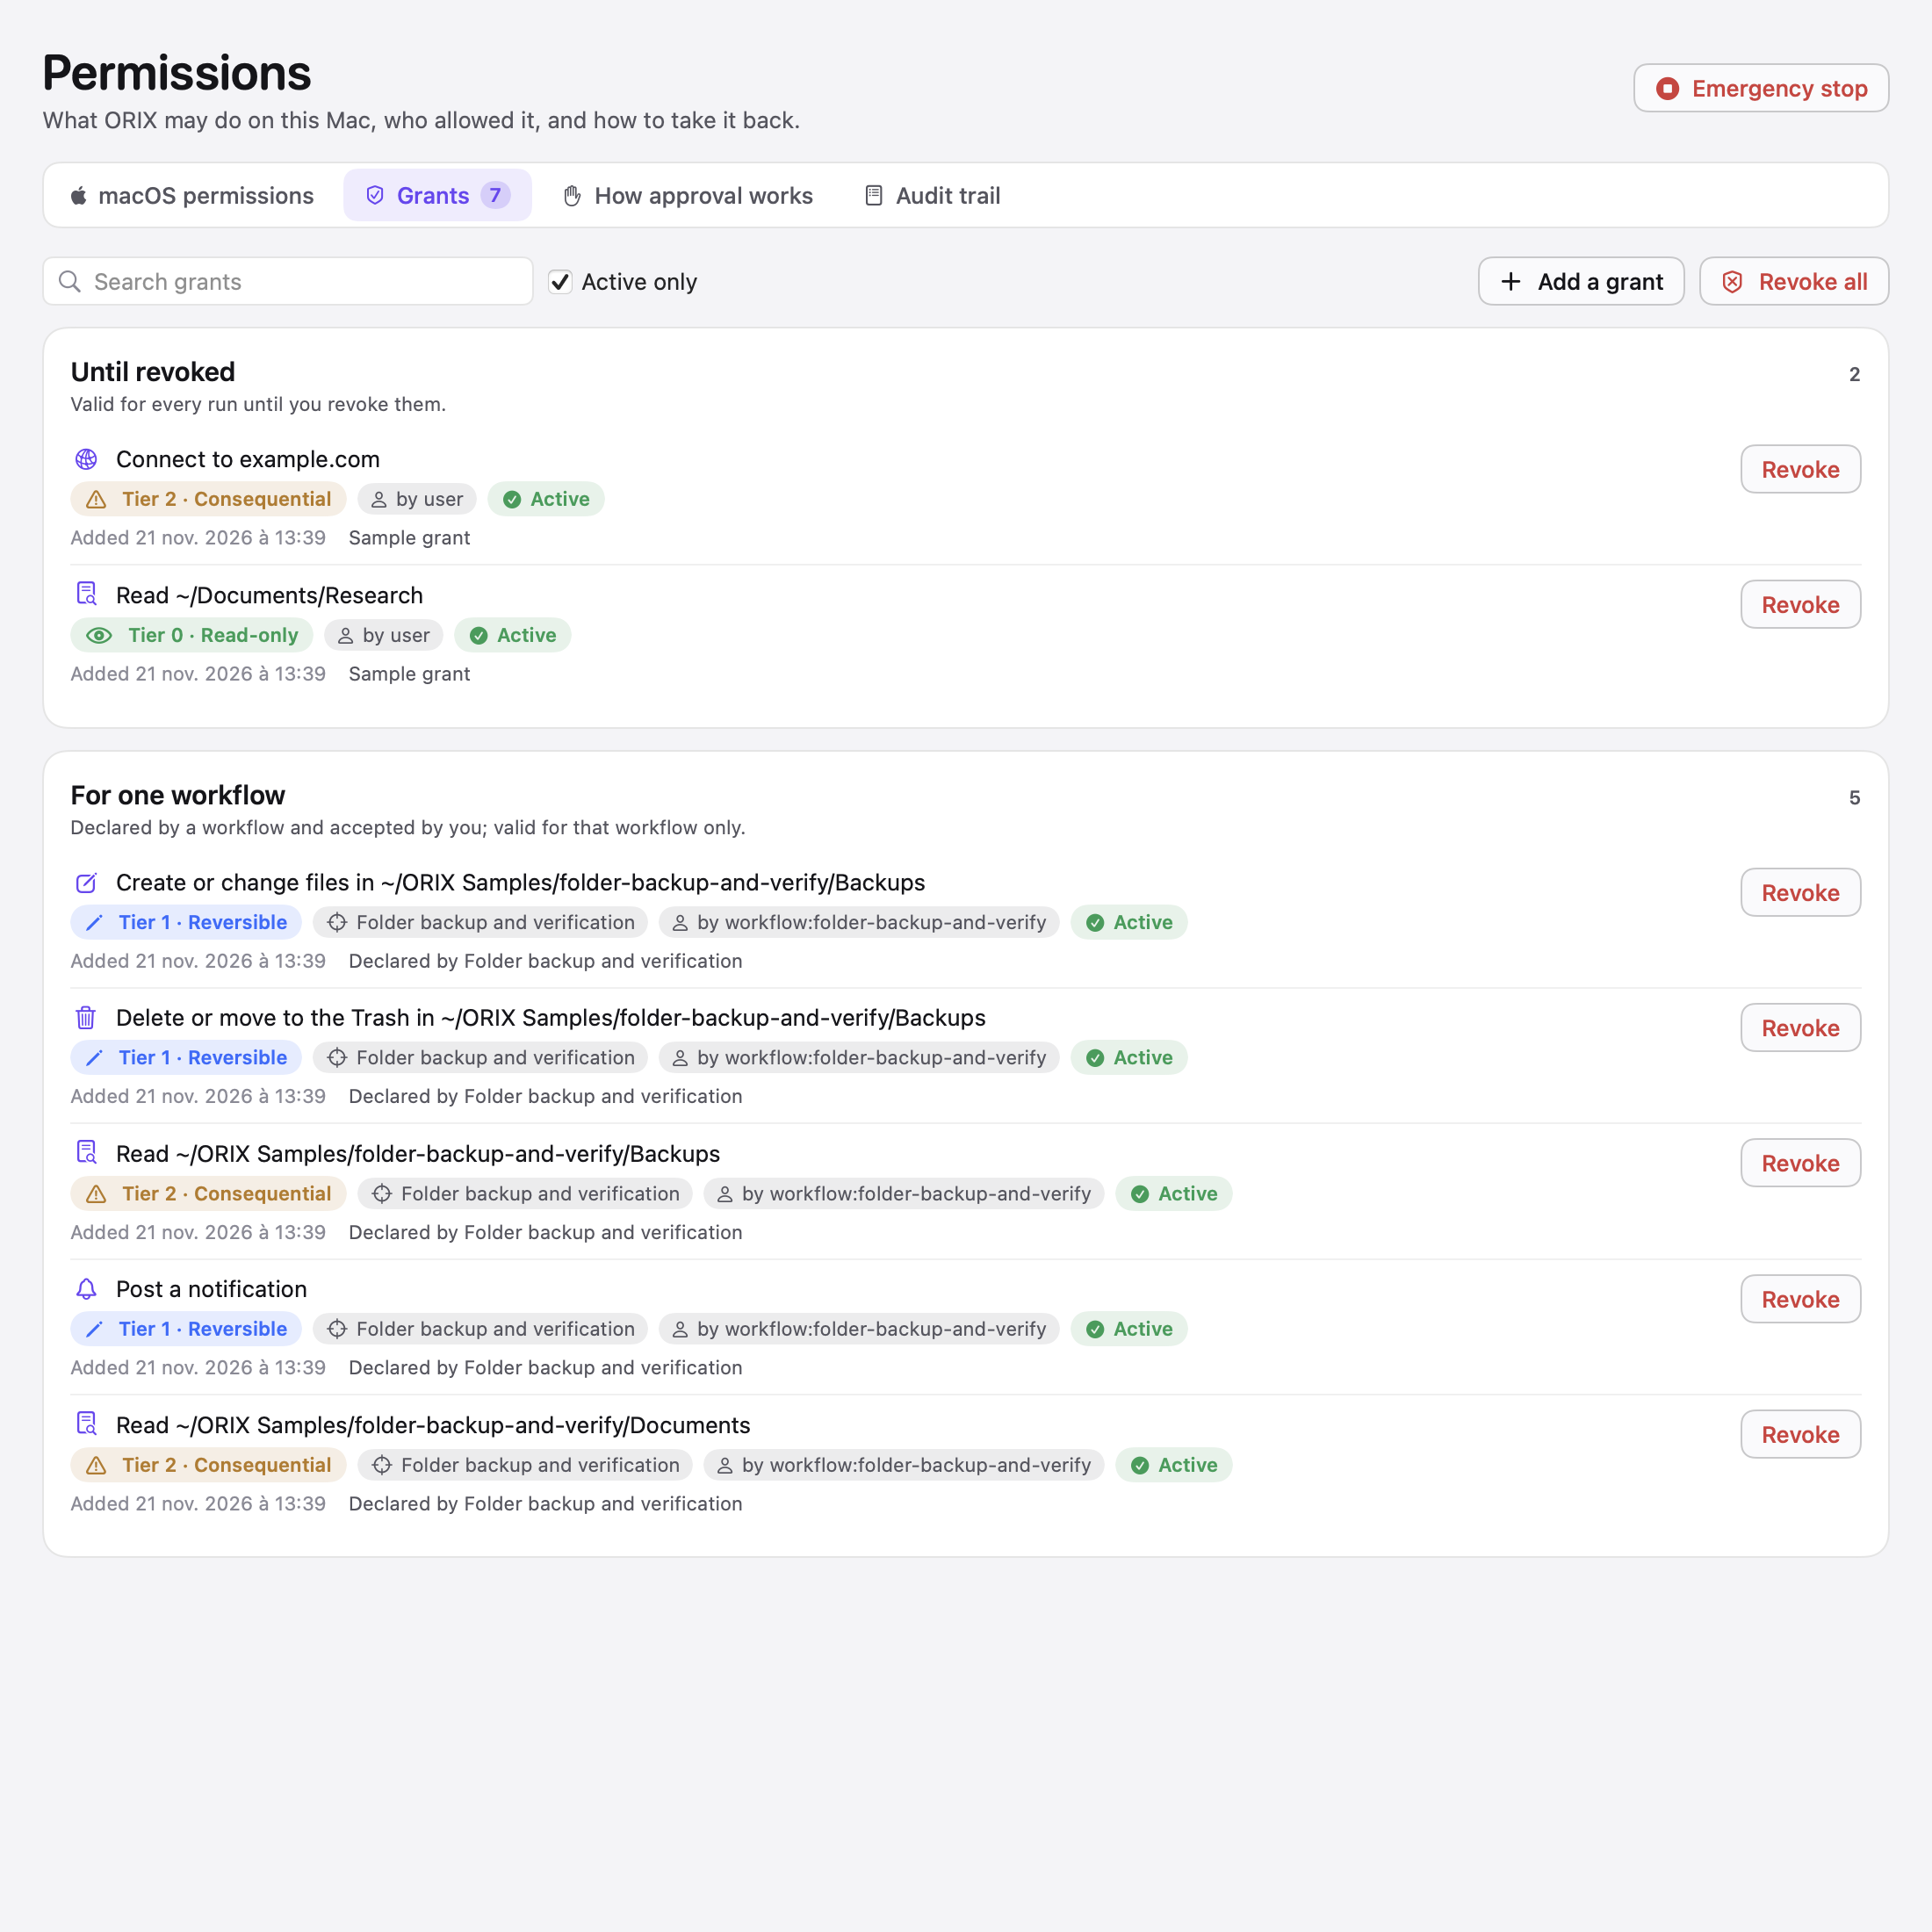 Permissions
What ORIX may do on this Mac, who allowed it, and how to take it back.
Emergency stop
macOS permissions
Grants 7
How approval works
Audit trail
Search grants
Active only
Add a grant
Revoke all
Until revoked
2
Valid for every run until you revoke them.
Connect to example.com
Revoke
Tier 2 · Consequential
by user
Active
Added 21 nov. 2026 à 13:39 Sample grant
Read ~/Documents/Research
Revoke
Tier 0 · Read-only
by user
Active
Added 21 nov. 2026 à 13:39 Sample grant
For one workflow
5
Declared by a workflow and accepted by you; valid for that workflow only.
Create or change files in ~/ORIX Samples/folder-backup-and-verify/Backups
Revoke
Tier 1 · Reversible
Folder backup and verification
by workflow:folder-backup-and-verify
Active
Added 21 nov. 2026 à 13:39 Declared by Folder backup and verification
Delete or move to the Trash in ~/ORIX Samples/folder-backup-and-verify/Backups
Revoke
Tier 1 · Reversible
Folder backup and verification
by workflow:folder-backup-and-verify
Active
Added 21 nov. 2026 à 13:39 Declared by Folder backup and verification
Read ~/ORIX Samples/folder-backup-and-verify/Backups
Revoke
Tier 2 · Consequential
Folder backup and verification
by workflow:folder-backup-and-verify
Active
Added 21 nov. 2026 à 13:39 Declared by Folder backup and verification
Post a notification
Revoke
Tier 1 · Reversible
Folder backup and verification
by workflow:folder-backup-and-verify
Active
Added 21 nov. 2026 à 13:39 Declared by Folder backup and verification
Read ~/ORIX Samples/folder-backup-and-verify/Documents
Revoke
Tier 2 · Consequential
Folder backup and verification
by workflow:folder-backup-and-verify
Active
Added 21 nov. 2026 à 13:39 Declared by Folder backup and verification